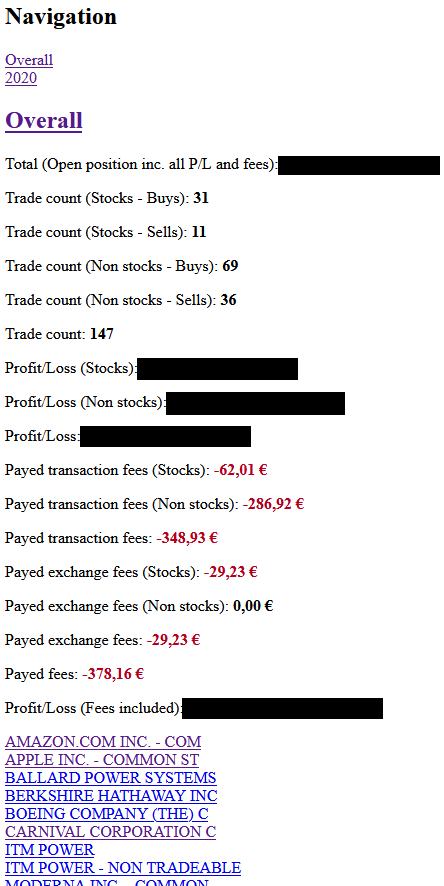 Navigation
Overall
2020
Overall
Total (Open position inc. all P/L and fees):
Trade count (Stocks - Buys): 31
Trade count (Stocks - Sells): 11
Trade count (Non stocks - Buys): 69
Trade count (Non stocks - Sells): 36
Trade count: 147
Profit/Loss (Stocks):
Profit/Loss (Non stocks):
Profit/Loss:
Payed transaction fees (Stocks): -62,01 €
Payed transaction fees (Non stocks): -286,92 €
Payed transaction fees: -348,93 €
Payed exchange fees (Stocks): -29,23 €
Payed exchange fees (Non stocks): 0,00 €
Payed exchange fees: -29,23 €
Payed fees: -378,16 €
Profit/Loss (Fees included):
AMAZON.COM INC. - COM
APPLE INC. - COMMON ST
BALLARD POWER SYSTEMS
BERKSHIRE HATHAWAY INC
BOEING COMPANY (THE) C
CARNIVAL CORPORATION C
ITM POWER
ITM POWER - NON TRADEABLE
MODERNA INC. - COMMON